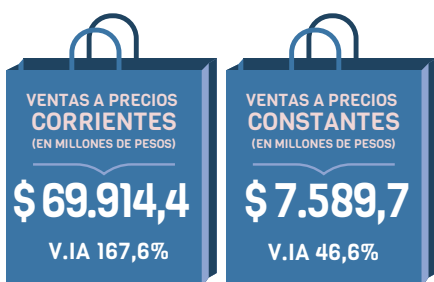 VENTAS A PRECIOS
CORRIENTES
(EN MILLONES DE PESOS)
$ 69.914,4
V.IA 167,6%
VENTAS A PRECIOS
CONSTANTES
(EN MILLONES DE PESOS)
$ 7.589,7
V.IA 46,6%